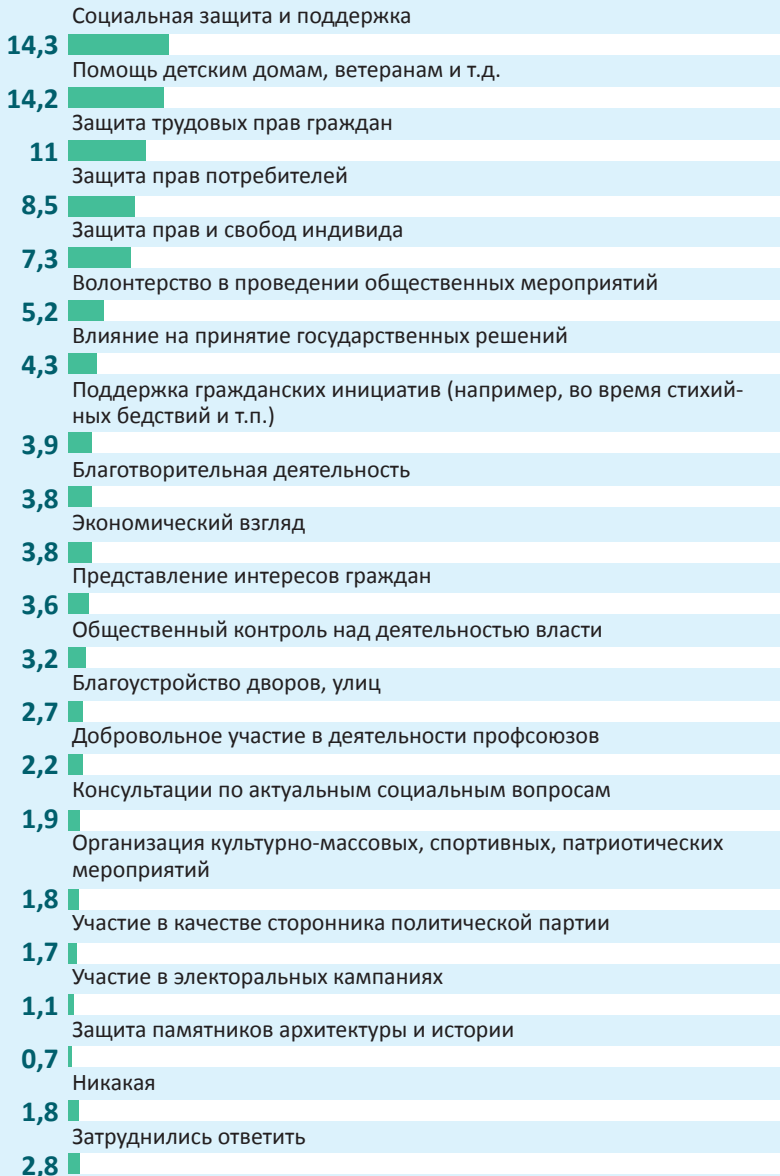 Социальная защита и поддержка
14,3
Помощь детским домам, ветеранам и т.д.
14,2
Защита трудовых прав граждан
11
Защита прав потребителей
8,5
Защита прав и свобод индивида
7,3
Волонтерство в проведении общественных мероприятий
5,2
Влияние на принятие государственных решений
4,3
Поддержка гражданских инициатив (например, во время стихий-
ных бедствий и т.п.)
3,9
Благотворительная деятельность
3,8
Экономический взгляд
3,8
Представление интересов граждан
3,6
Общественный контроль над деятельностью власти
3,2
Благоустройство дворов, улиц
2,7
Добровольное участие в деятельности профсоюзов
2,2
Консультации по актуальным социальным вопросам
1,9
Организация культурно-массовых, спортивных, патриотических
мероприятий
1,8
Участие в качестве сторонника политической партии
1,7
Участие в электоральных кампаниях
1,1
Защита памятников архитектуры и истории
0,7
Никакая
1,8
Затруднились ответить
2,8